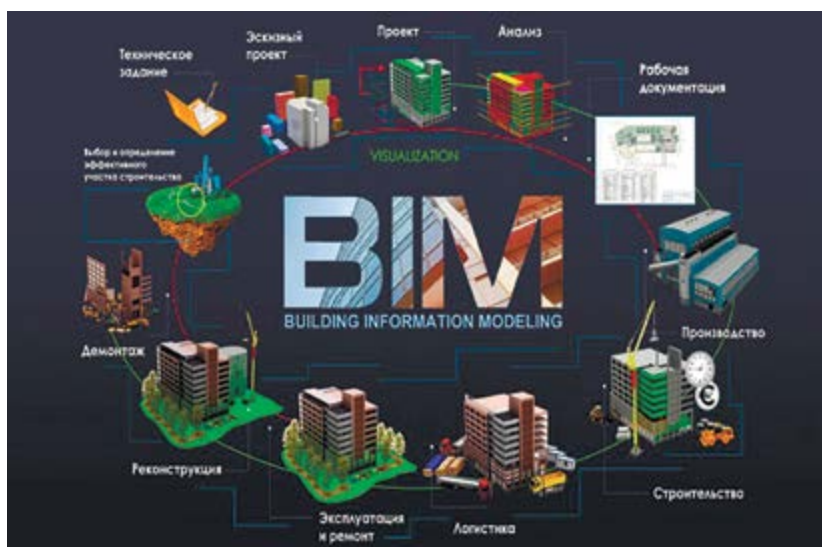 Техническое
задание
Эскизный
проект
Проект
Анализ
Рабочая
документация
VISUALIZATION
Выбор и определение
эффективного
участка строительства
BIM
BUILDING INFORMATION MODELING
Производство
Демонтаж
Реконструкция
Эксплуатация
и ремонт
Логистика
Строительство